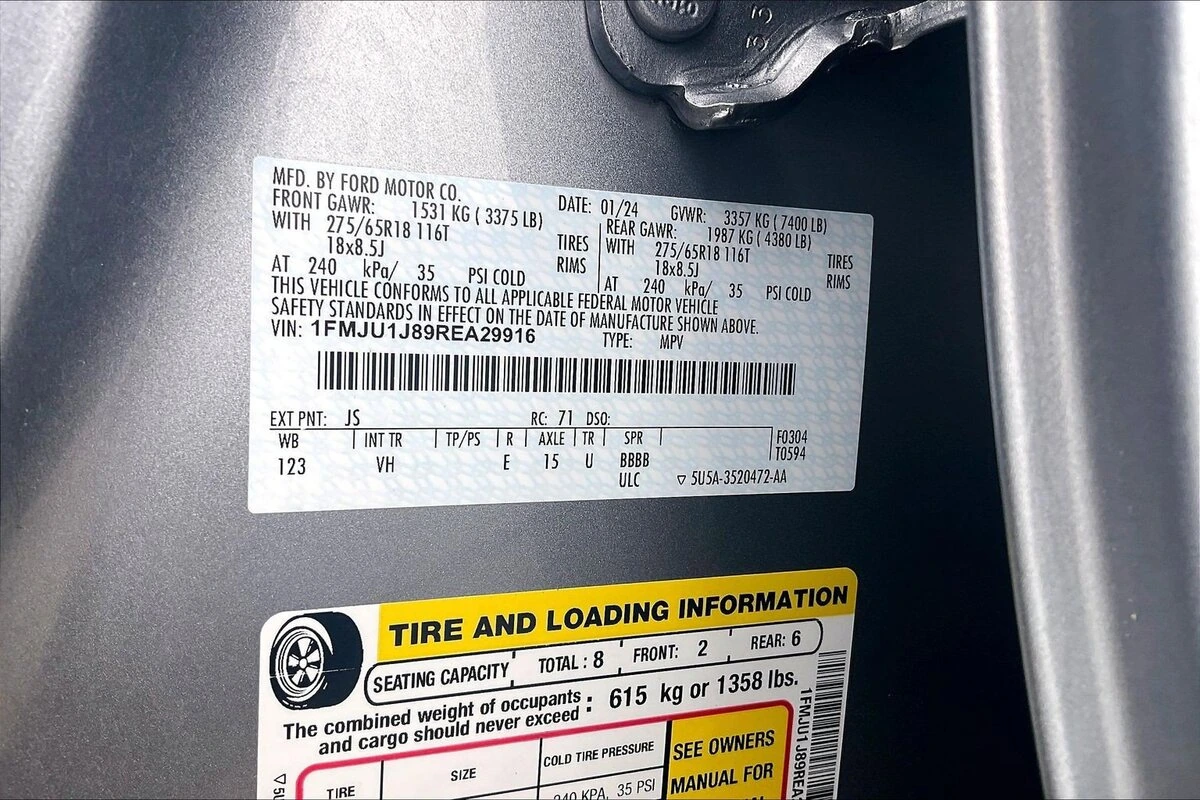 MFD. BY FORD MOTOR CO.
DATE: 01/24 GVWR: 3357 KG ( 7400 LB)
FRONT GAWR: 1531 KG ( 3375 LB)
WITH 275/65R18 116T TIRES
18x8.5J RIMS
AT 240 kPa/ 35 PSI COLD
REAR GAWR: 1987 KG ( 4380 LB)
WITH 275/65R18 116T TIRES
18x8.5J RIMS
AT 240 kPa/ 35 PSI COLD
THIS VEHICLE CONFORMS TO ALL APPLICABLE FEDERAL MOTOR VEHICLE
SAFETY STANDARDS IN EFFECT ON THE DATE OF MANUFACTURE SHOWN ABOVE.
VIN: 1FMJU1J89REA29916 TYPE: MPV
EXT PNT: JS RC: 71 DSO:
WB INT TR TP/PS R AXLE TR SPR F0304
123 VH E 15 U BBBB T0594
ULC ▽ 5U5A-3520472-AA
TIRE AND LOADING INFORMATION
SEATING CAPACITY TOTAL : 8 FRONT: 2 REAR: 6
The combined weight of occupants
and cargo should never exceed : 615 kg or 1358 lbs.
TIRE SIZE COLD TIRE PRESSURE SEE OWNERS
240 KPA, 35 PSI MANUAL FOR
1FMJU1J89REA